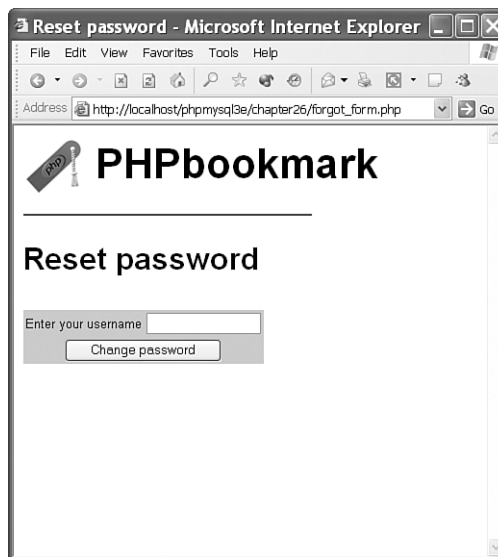 Reset password - Microsoft Internet Explorer
File Edit View Favorites Tools Help
Address http://localhost/phpmysql3e/chapter26/forgot_form.php Go
php PHPbookmark
Reset password
Enter your username
Change password